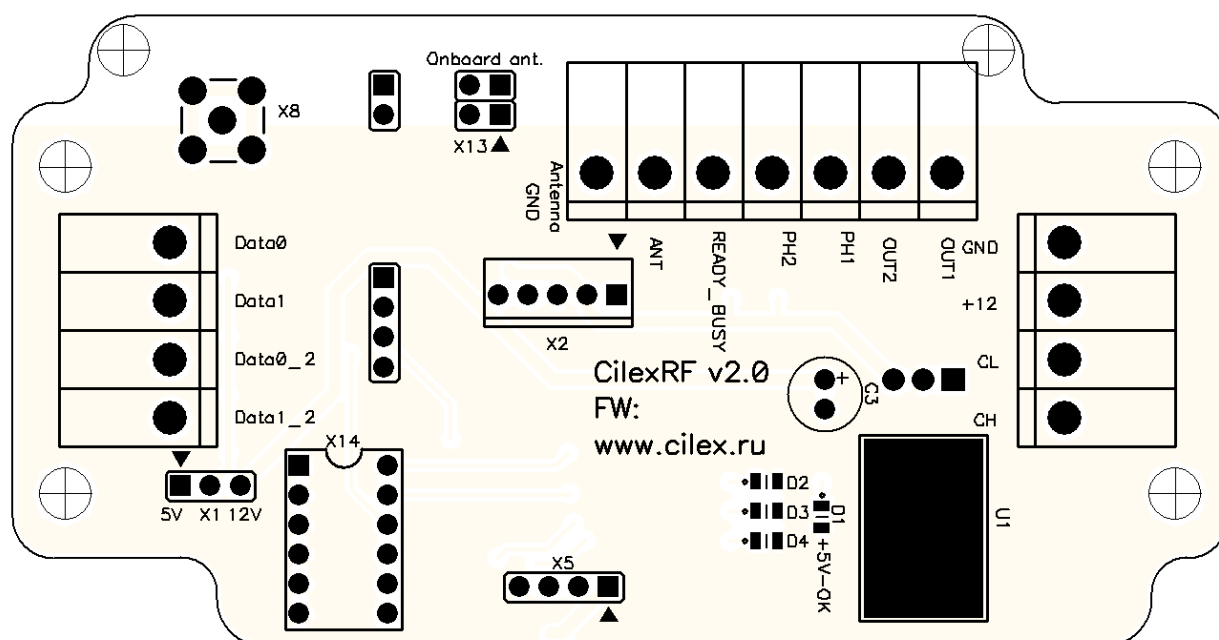 Onboard ant.
X8
X13
Antenna
GND
ANT
READY_BUSY
PH2
PH1
OUT2
OUT1
GND
+12
CL
CH
Data0
Data1
Data0_2
Data1_2
X2
CilexRF v2.0
FW:
www.cilex.ru
+
C3
X14
5V X1 12V
D2
D3
D4
D1
+5V-OK
U1
X5